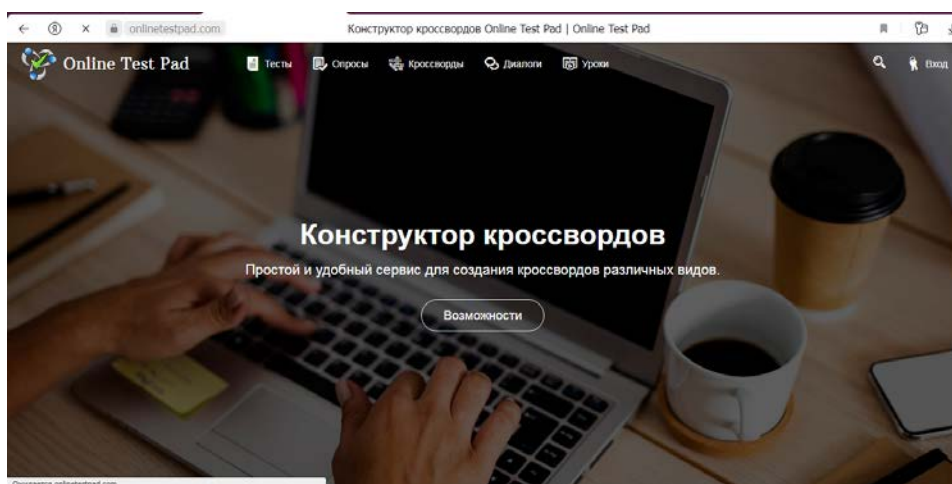 onlinetestpad.com
Конструктор кроссвордов Online Test Pad | Online Test Pad
Online Test Pad
Тесты
Опросы
Кроссворды
Диалоги
Уроки
Вход
Конструктор кроссвордов
Простой и удобный сервис для создания кроссвордов различных видов.
Возможности